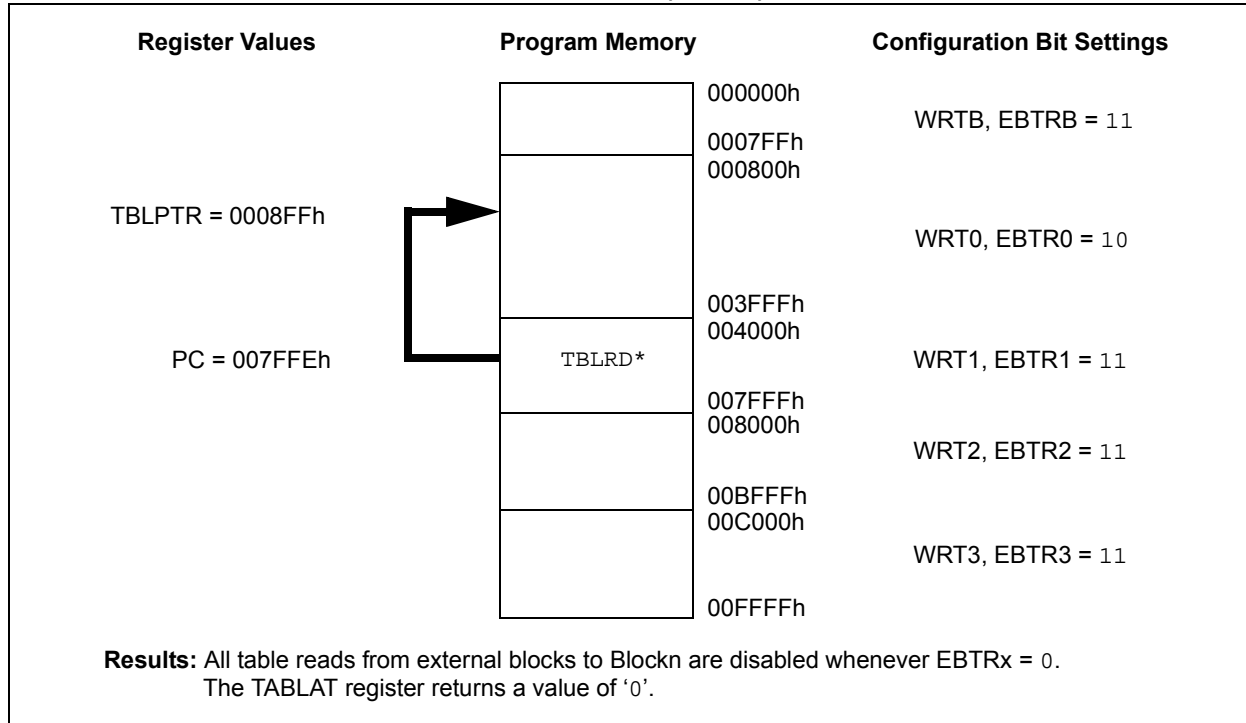 Register Values
Program Memory
Configuration Bit Settings
000000h
WRTB, EBTRB = 11
0007FFh
000800h
TBLPTR = 0008FFh
WRT0, EBTR0 = 10
003FFFh
004000h
PC = 007FFEh
TBLRD*
WRT1, EBTR1 = 11
007FFFh
008000h
WRT2, EBTR2 = 11
00BFFFh
00C000h
WRT3, EBTR3 = 11
00FFFFh
Results: All table reads from external blocks to Blockn are disabled whenever EBTRx = 0.
The TABLAT register returns a value of ‘0’.